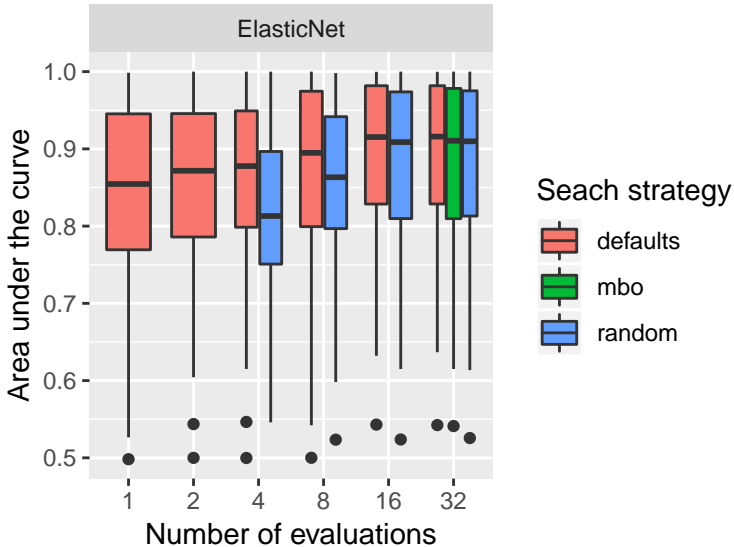 ElasticNet
Area under the curve
1.0
0.9
0.8
0.7
0.6
0.5
1 2 4 8 16 32
Number of evaluations
Seach strategy
defaults
mbo
random